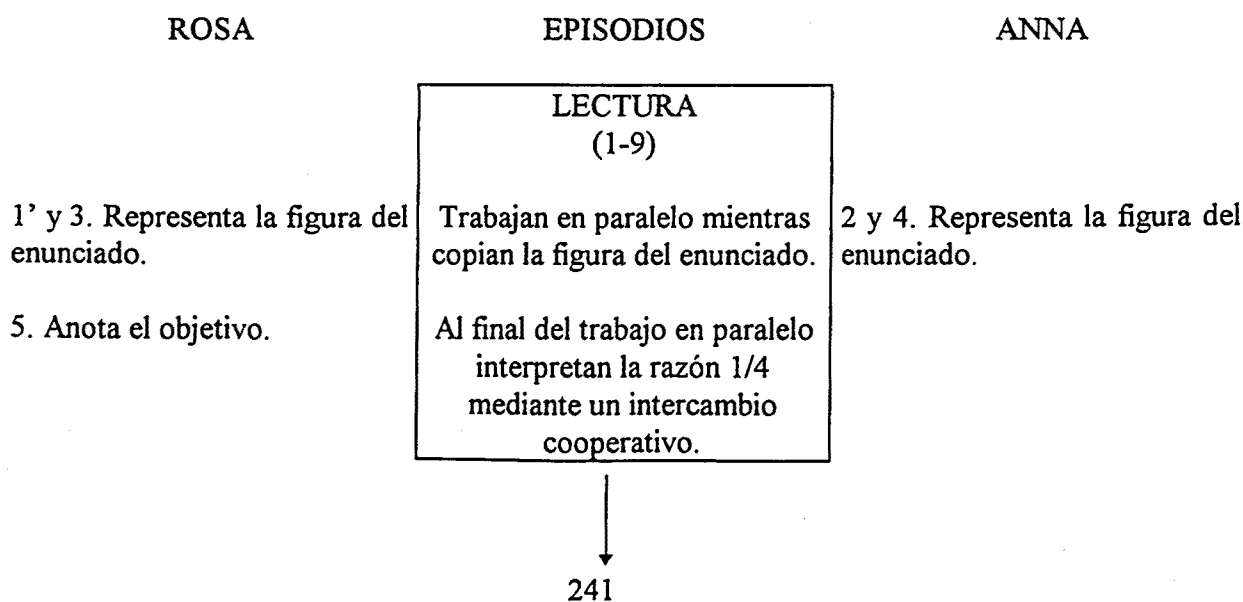 ROSA EPISODIOS ANNA
LECTURA
(1-9)
1’ y 3. Representa la figura del
enunciado.
5. Anota el objetivo.
Trabajan en paralelo mientras
copian la figura del enunciado.
Al final del trabajo en paralelo
interpretan la razón 1/4
mediante un intercambio
cooperativo.
2 y 4. Representa la figura del
enunciado.
241